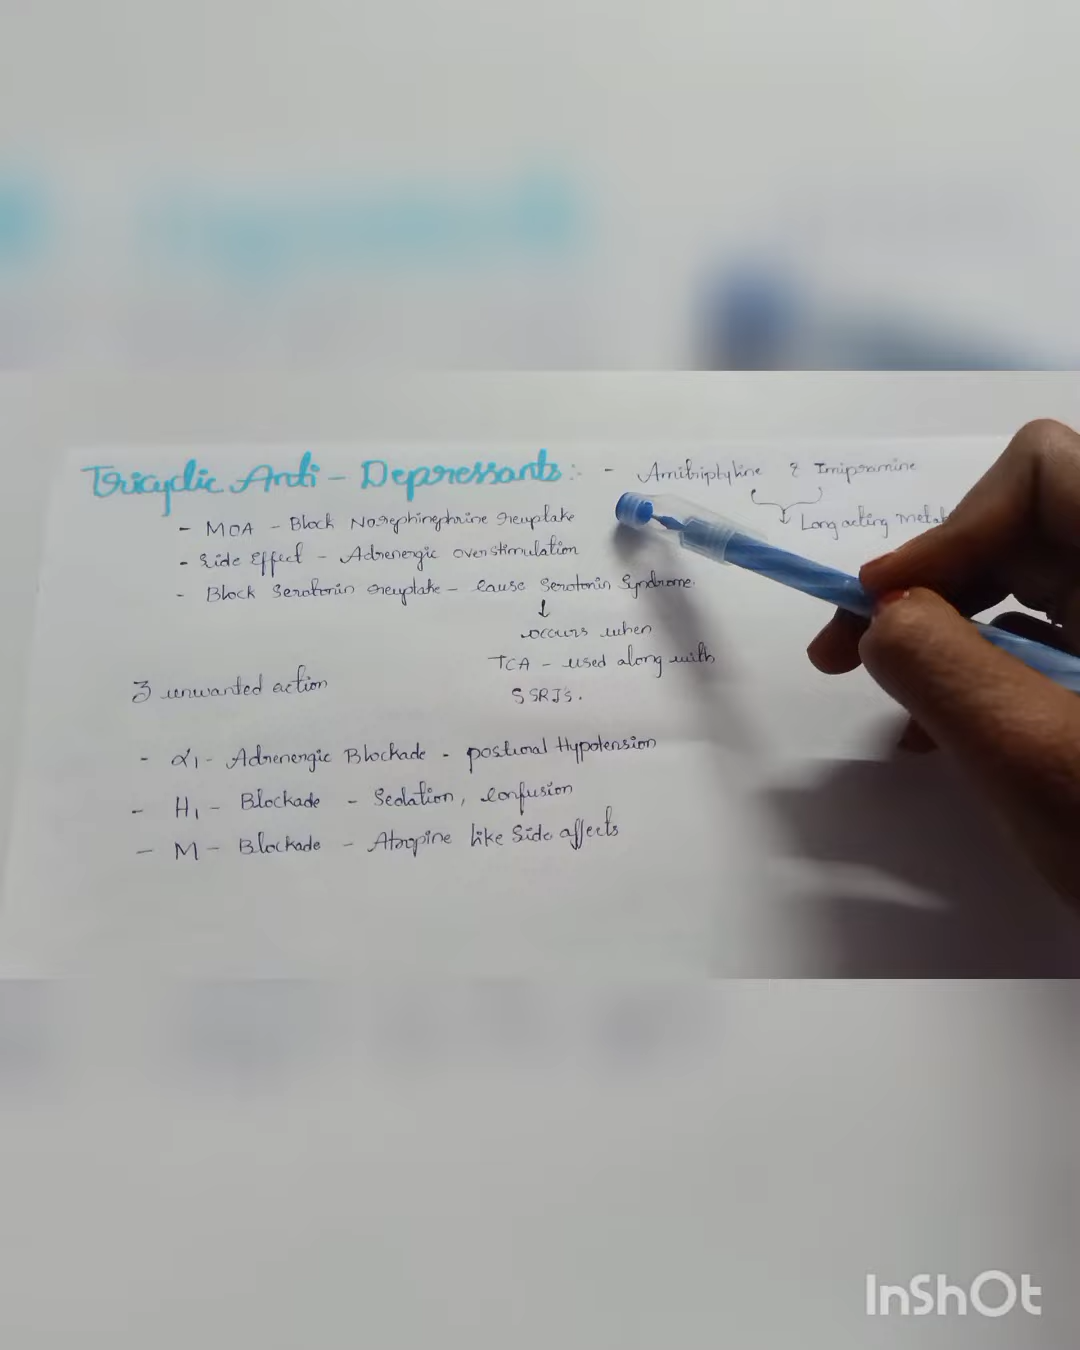 Tricyclic Anti - Depressants:-
- MOA - Block Norephinephrine reuptake
- Side Effect - Adrenergic overstimulation
- Block Serotonin reuptake - Cause Serotonin Syndrome.
↓
occurs when
TCA - used along with
SSRI's.
- Amitriptyline & Imipramine
↓ Long acting Metab
3 unwanted action
- α1 - Adrenergic Blockade - postural Hypotension
- H1 - Blockade - Sedation, Confusion
- M - Blockade - Atropine like Side affects
InShOt